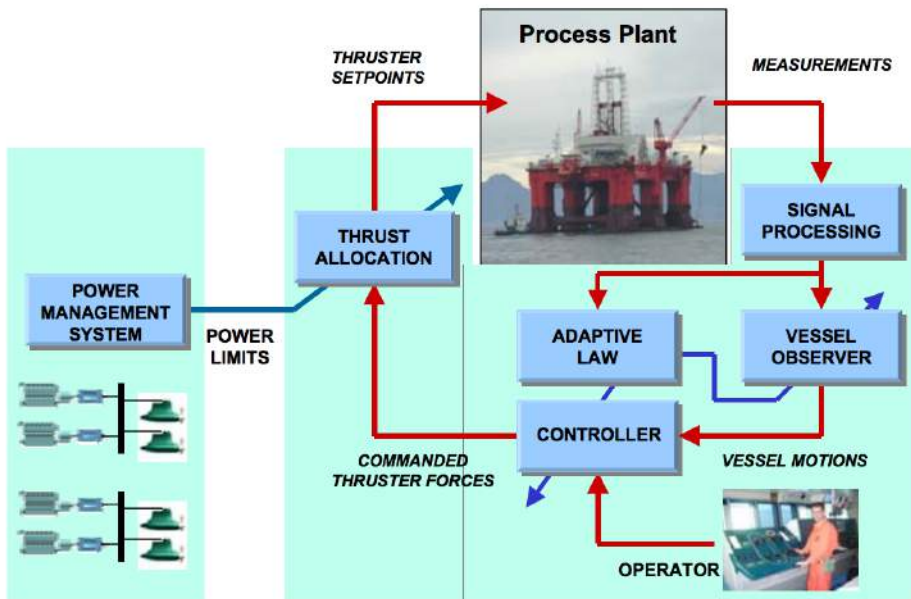 Process Plant
THRUSTER
SETPOINTS
MEASUREMENTS
SIGNAL
PROCESSING
THRUST
ALLOCATION
POWER
MANAGEMENT
SYSTEM
POWER
LIMITS
ADAPTIVE
LAW
VESSEL
OBSERVER
CONTROLLER
COMMANDED
THRUSTER FORCES
VESSEL MOTIONS
OPERATOR